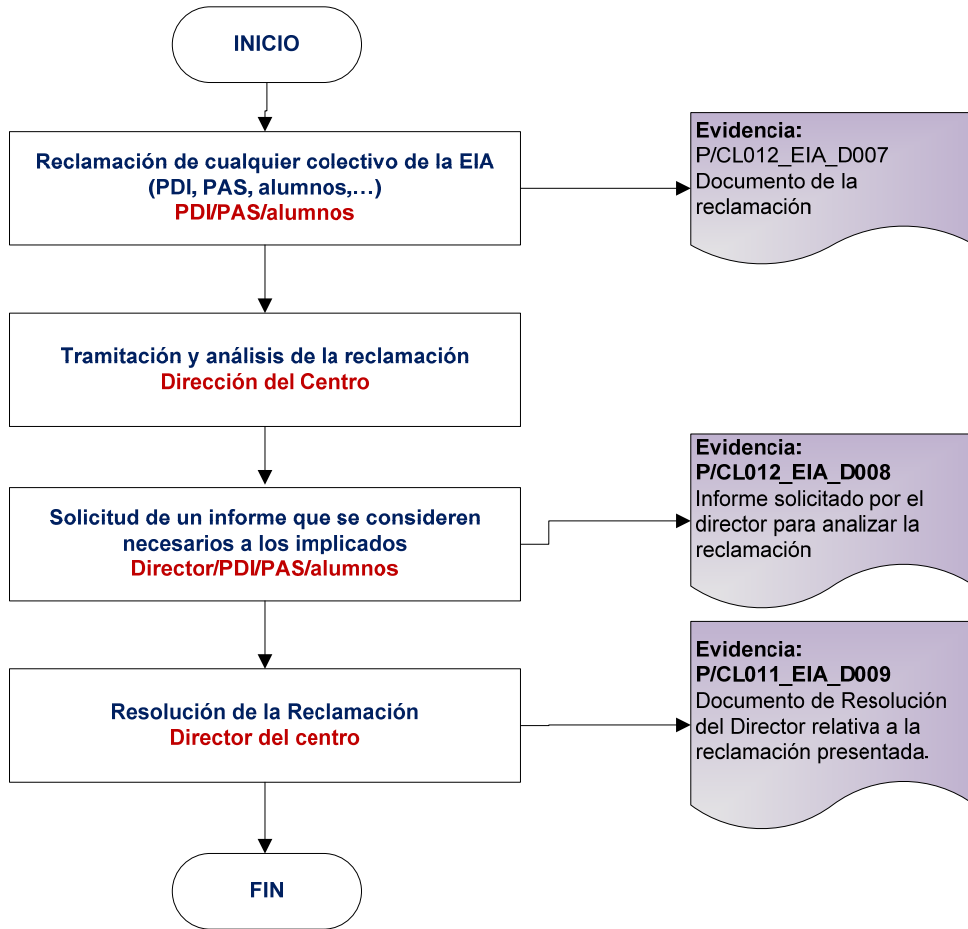 INICIO
Reclamación de cualquier colectivo de la EIA
(PDI, PAS, alumnos,…)
PDI/PAS/alumnos
Evidencia:
P/CL012_EIA_D007
Documento de la
reclamación
Tramitación y análisis de la reclamación
Dirección del Centro
Solicitud de un informe que se consideren
necesarios a los implicados
Director/PDI/PAS/alumnos
Evidencia:
P/CL012_EIA_D008
Informe solicitado por el
director para analizar la
reclamación
Resolución de la Reclamación
Director del centro
Evidencia:
P/CL011_EIA_D009
Documento de Resolución
del Director relativa a la
reclamación presentada.
FIN